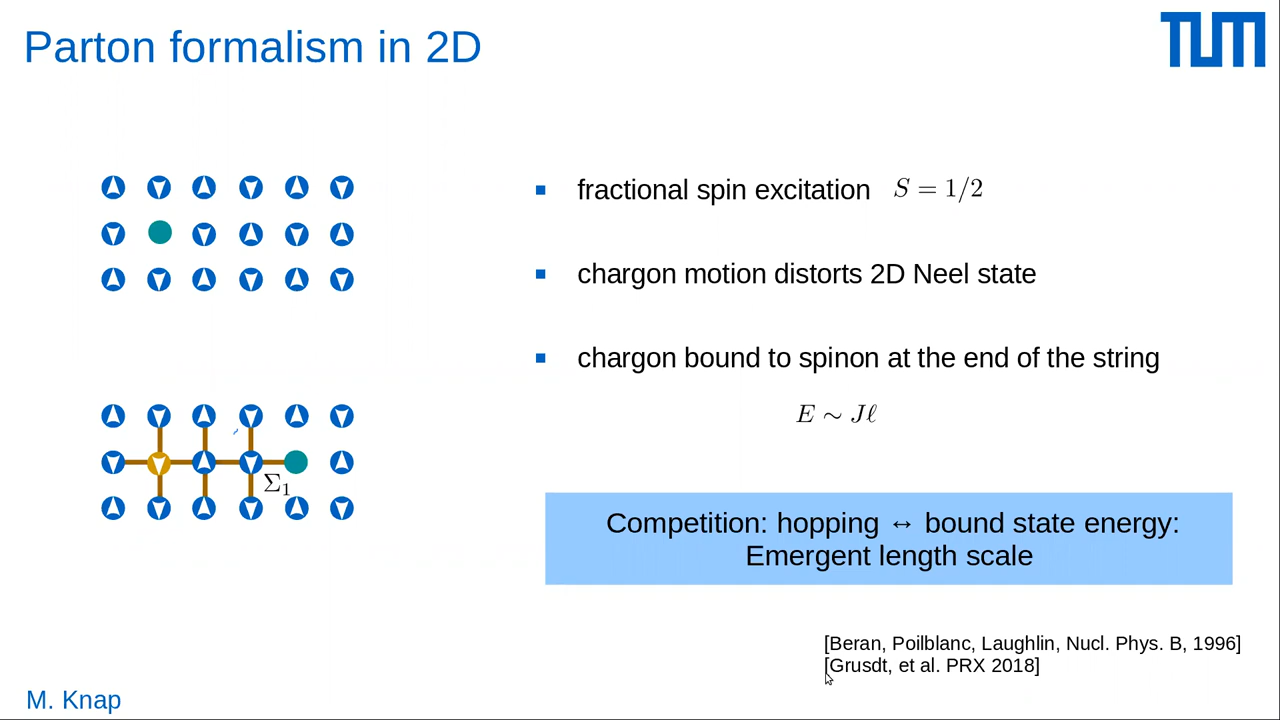 Parton formalism in 2D
TUM
fractional spin excitation S = 1/2
chargon motion distorts 2D Neel state
chargon bound to spinon at the end of the string
E ∼ Jℓ
Σ₁
Competition: hopping ↔ bound state energy:
Emergent length scale
[Beran, Poilblanc, Laughlin, Nucl. Phys. B, 1996]
[Grusdt, et al. PRX 2018]
M. Knap